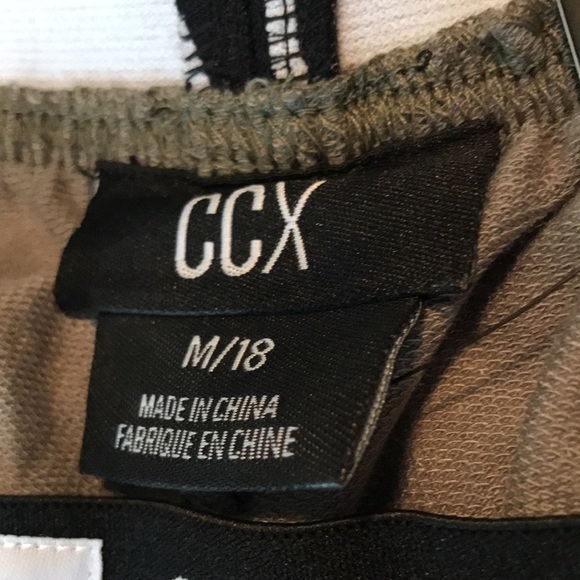 CCX
M/18
MADE IN CHINA
FABRIQUE EN CHINE